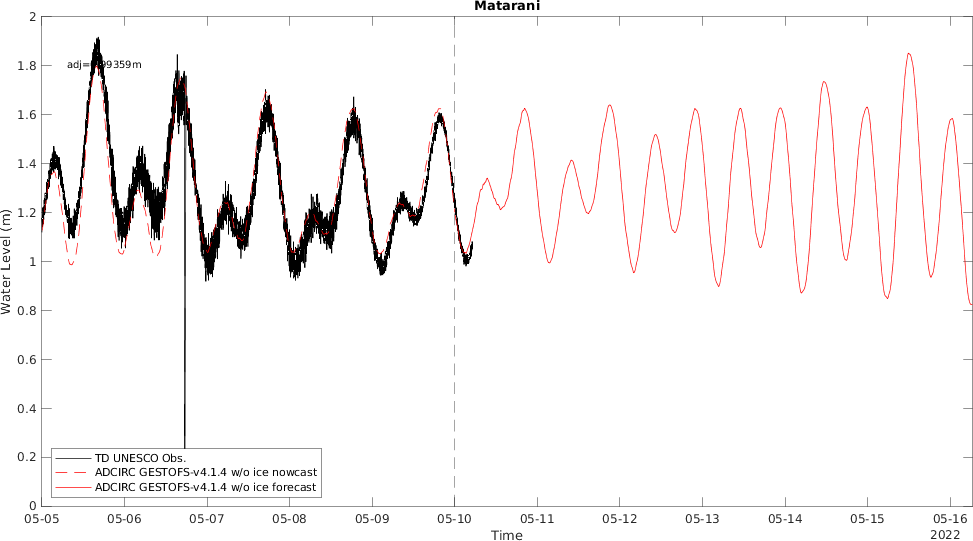 Matarani
2
1.8
1.6
1.4
1.2
1
0.8
0.6
0.4
0.2
0
Water Level (m)
TD UNESCO Obs.
ADCIRC GESTOFS-v4.1.4 w/o ice nowcast
ADCIRC GESTOFS-v4.1.4 w/o ice forecast
05-05 05-06 05-07 05-08 05-09 05-10 05-11 05-12 05-13 05-14 05-15 05-16
Time
2022